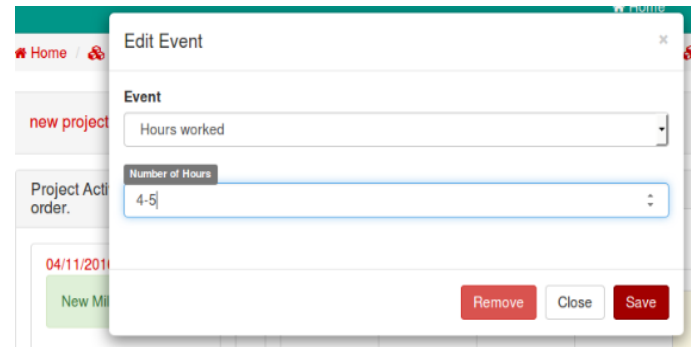 Home
Edit Event
×
Home /
Event
new project
Hours worked
Number of Hours
Project Acti
4-5
order.
04/11/201
New Mil
Remove Close Save